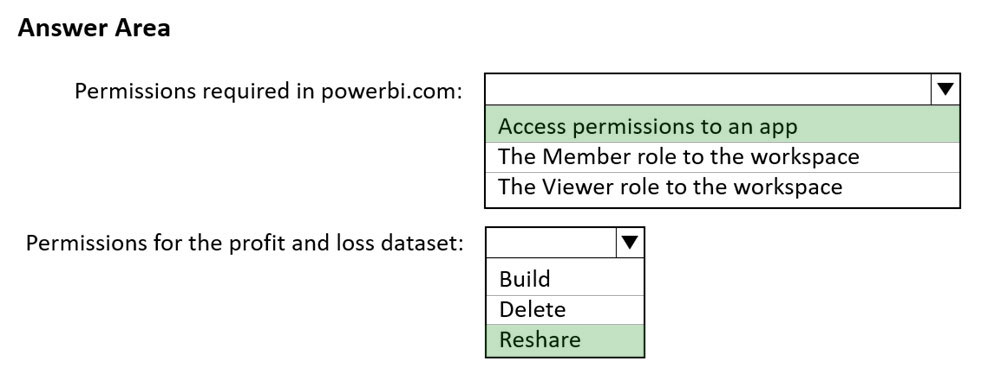 Answer Area
Permissions required in powerbi.com:
Access permissions to an app
The Member role to the workspace
The Viewer role to the workspace
Permissions for the profit and loss dataset:
Build
Delete
Reshare